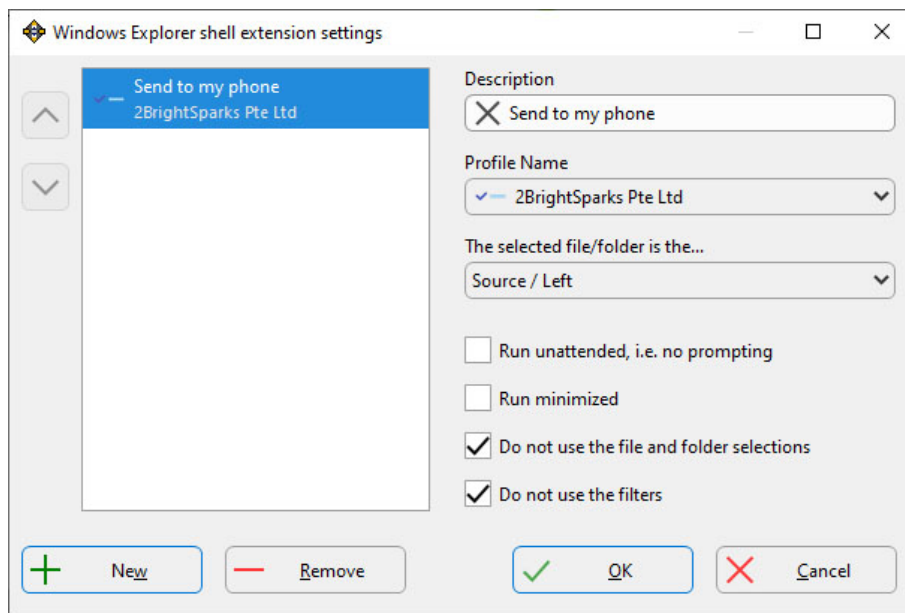 Windows Explorer shell extension settings
Send to my phone
2BrightSparks Pte Ltd
Description
Send to my phone
Profile Name
2BrightSparks Pte Ltd
The selected file/folder is the...
Source / Left
Run unattended, i.e. no prompting
Run minimized
Do not use the file and folder selections
Do not use the filters
New
Remove
OK
Cancel